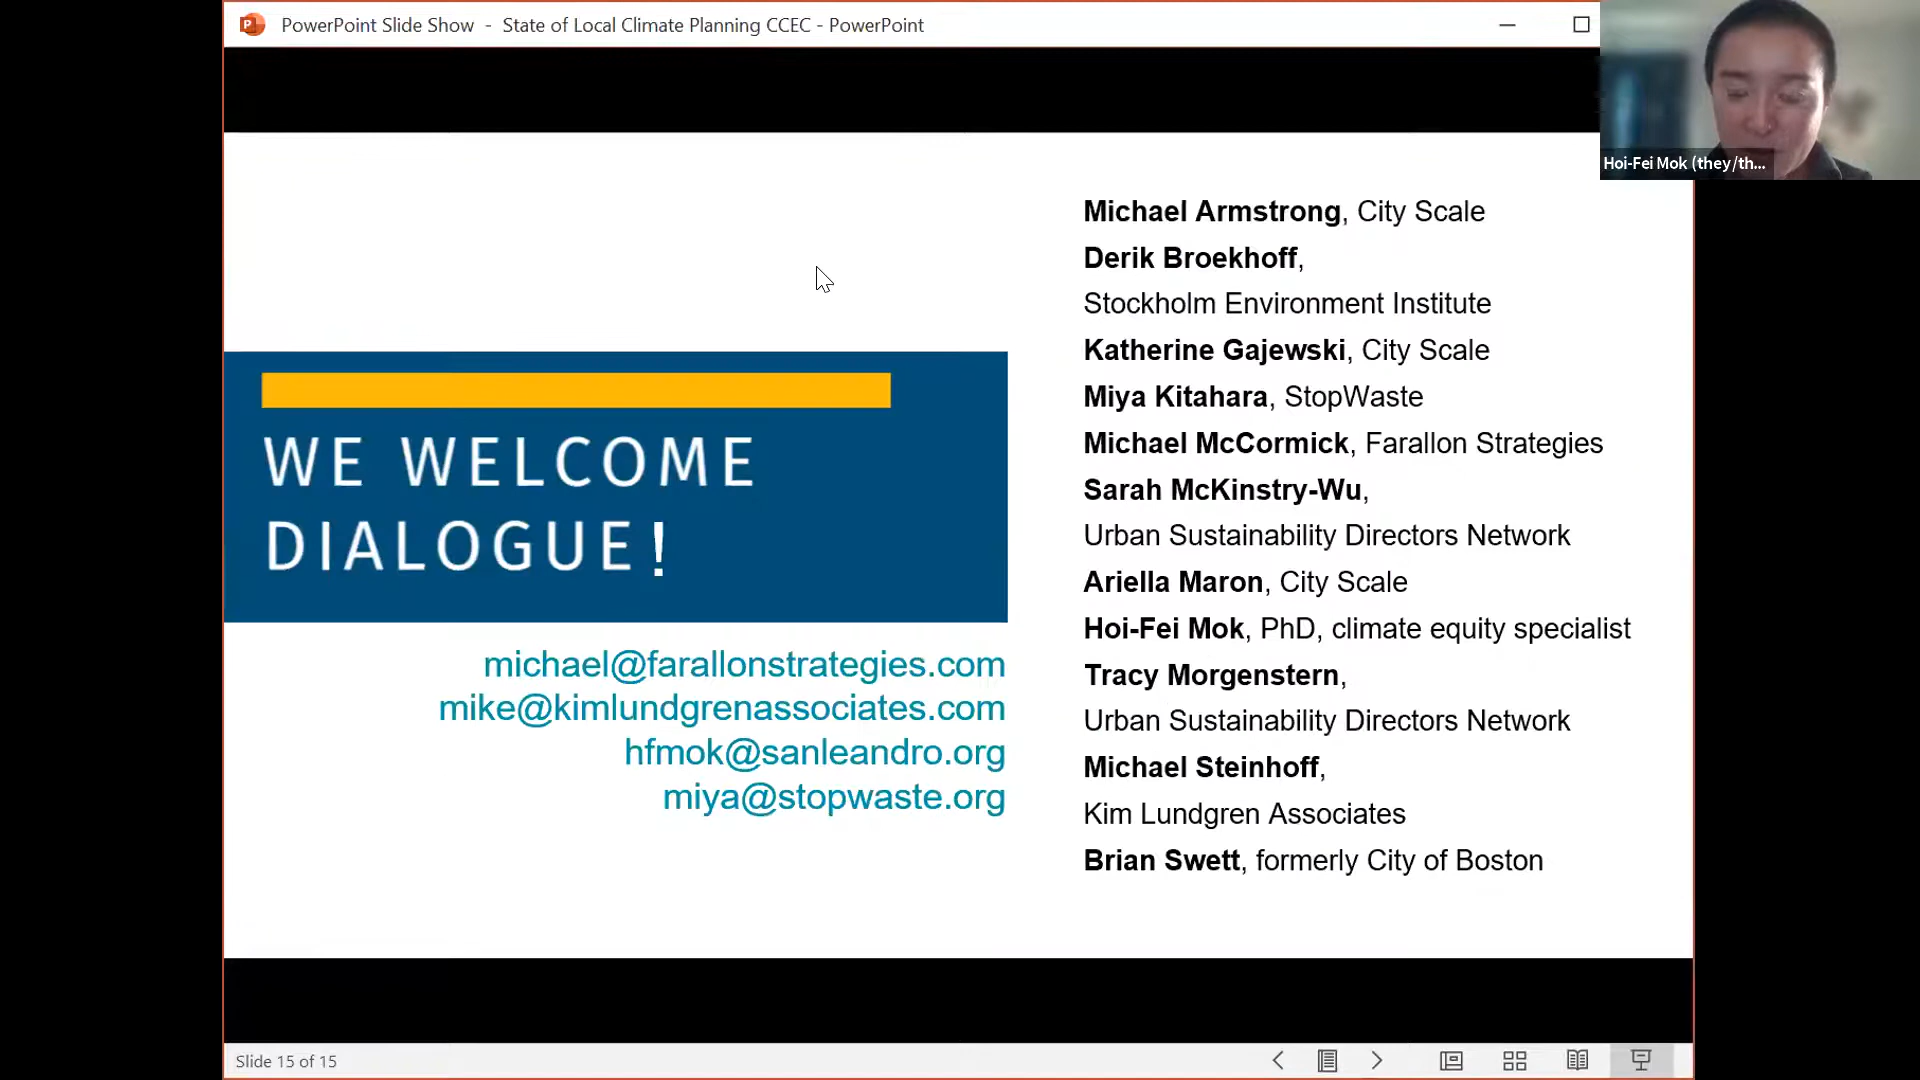 PowerPoint Slide Show - State of Local Climate Planning CCEC - PowerPoint
Hoi-Fei Mok (they/th...
WE WELCOME
DIALOGUE!
michael@farallonstrategies.com
mike@kimlundgrenassociates.com
hfmok@sanleandro.org
miya@stopwaste.org
Michael Armstrong, City Scale
Derik Broekhoff,
Stockholm Environment Institute
Katherine Gajewski, City Scale
Miya Kitahara, StopWaste
Michael McCormick, Farallon Strategies
Sarah McKinstry-Wu,
Urban Sustainability Directors Network
Ariella Maron, City Scale
Hoi-Fei Mok, PhD, climate equity specialist
Tracy Morgenstern,
Urban Sustainability Directors Network
Michael Steinhoff,
Kim Lundgren Associates
Brian Swett, formerly City of Boston
Slide 15 of 15